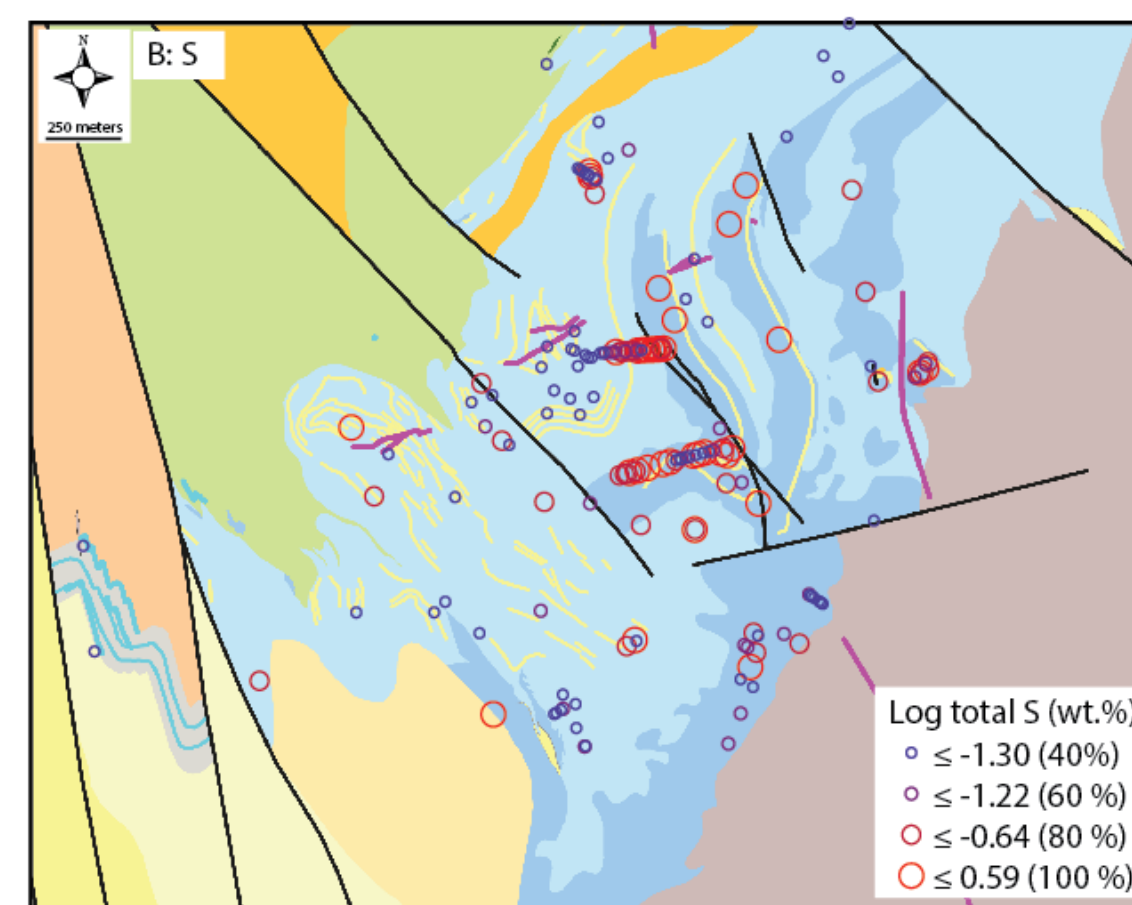 N
B: S
250 meters
Log total S (wt.%)
≤ -1.30 (40%)
≤ -1.22 (60 %)
≤ -0.64 (80 %)
≤ 0.59 (100 %)